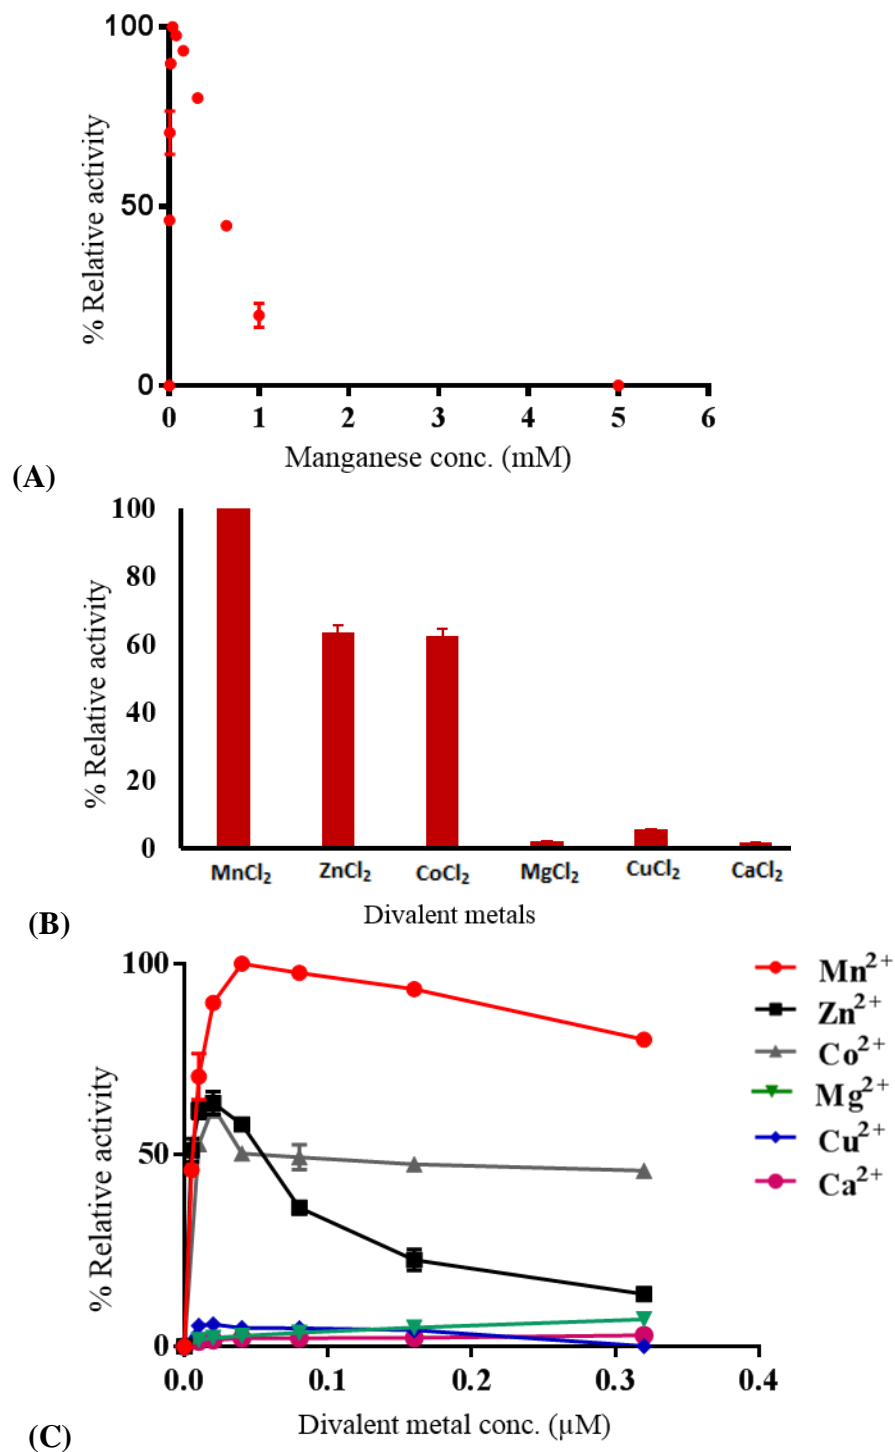 100
50
0
% Relative activity
0 1 2 3 4 5 6
Manganese conc. (mM)
(A)
100
80
60
40
20
0
% Relative activity
MnCl₂ ZnCl₂ CoCl₂ MgCl₂ CuCl₂ CaCl₂
Divalent metals
(B)
100
50
0
% Relative activity
0.0 0.1 0.2 0.3 0.4
Divalent metal conc. (µM)
(C)
Mn²⁺
Zn²⁺
Co²⁺
Mg²⁺
Cu²⁺
Ca²⁺